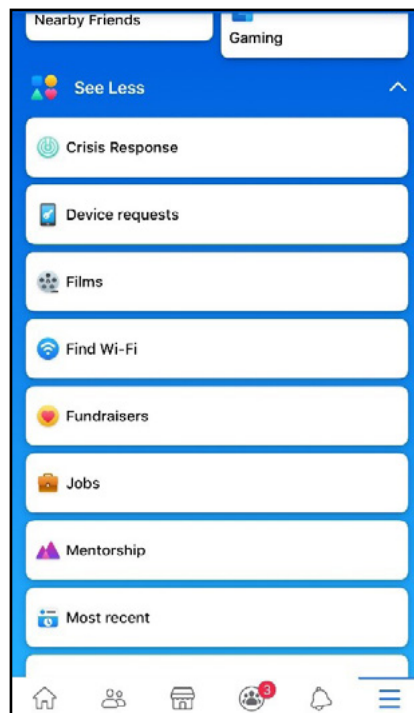 Nearby Friends
Gaming
See Less
Crisis Response
Device requests
Films
Find Wi-Fi
Fundraisers
Jobs
Mentorship
Most recent
3